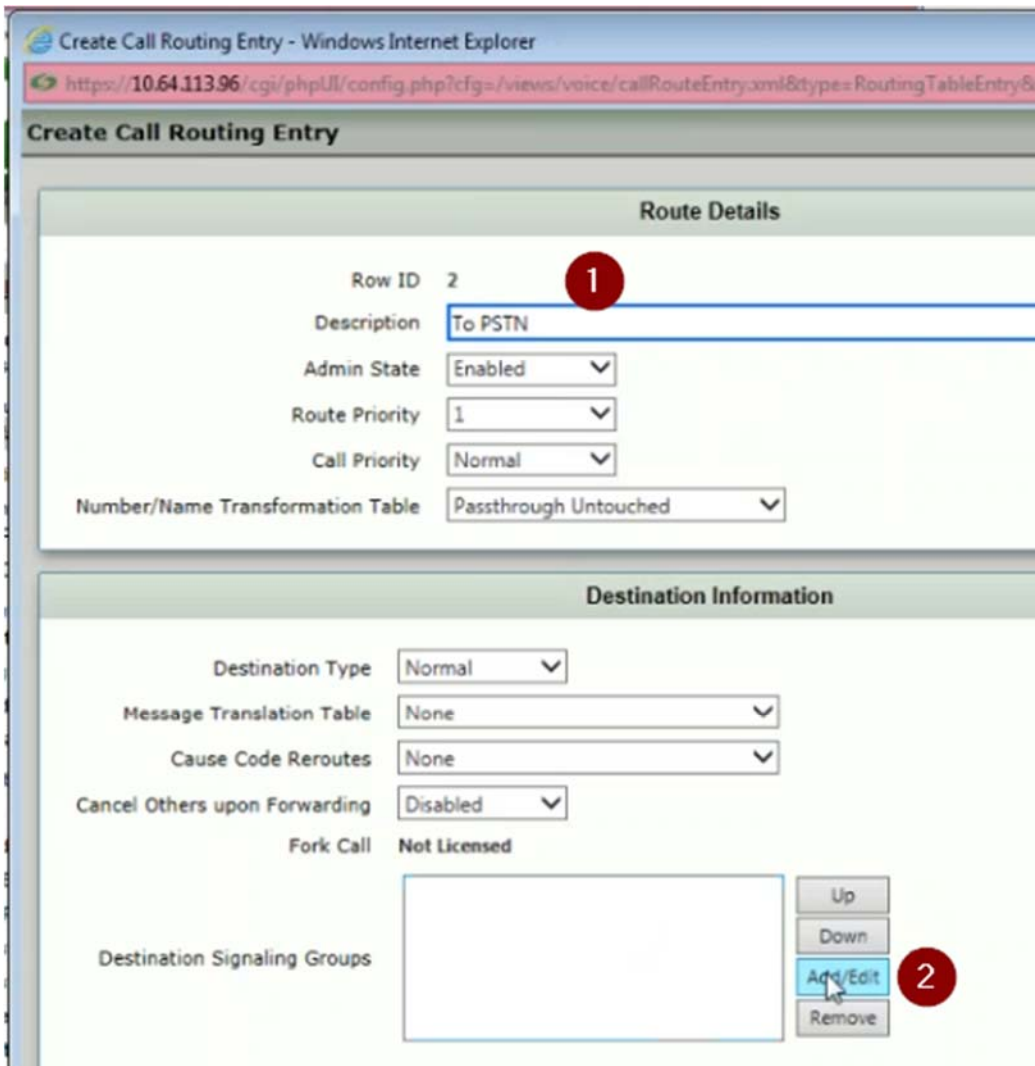 Create Call Routing Entry - Windows Internet Explorer
https://10.64.113.96/cgi/phpUI/config.php?cfg=/views/voice/callRouteEntry.xml&type=RoutingTableEntry&
Create Call Routing Entry
Route Details
Row ID 2 1
Description To PSTN
Admin State Enabled
Route Priority 1
Call Priority Normal
Number/Name Transformation Table Passthrough Untouched
Destination Information
Destination Type Normal
Message Translation Table None
Cause Code Reroutes None
Cancel Others upon Forwarding Disabled
Fork Call Not Licensed
Up
Down
Destination Signaling Groups
Add/Edit 2
Remove